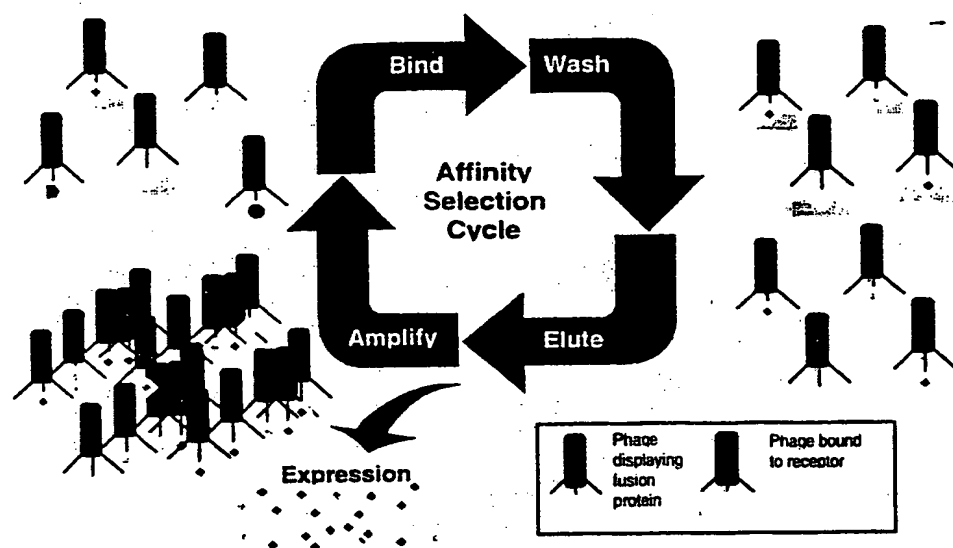 Bind
Wash
Affinity
Selection
Cycle
Amplify
Elute
Expression
Phage
displaying
fusion
protein
Phage bound
to receptor